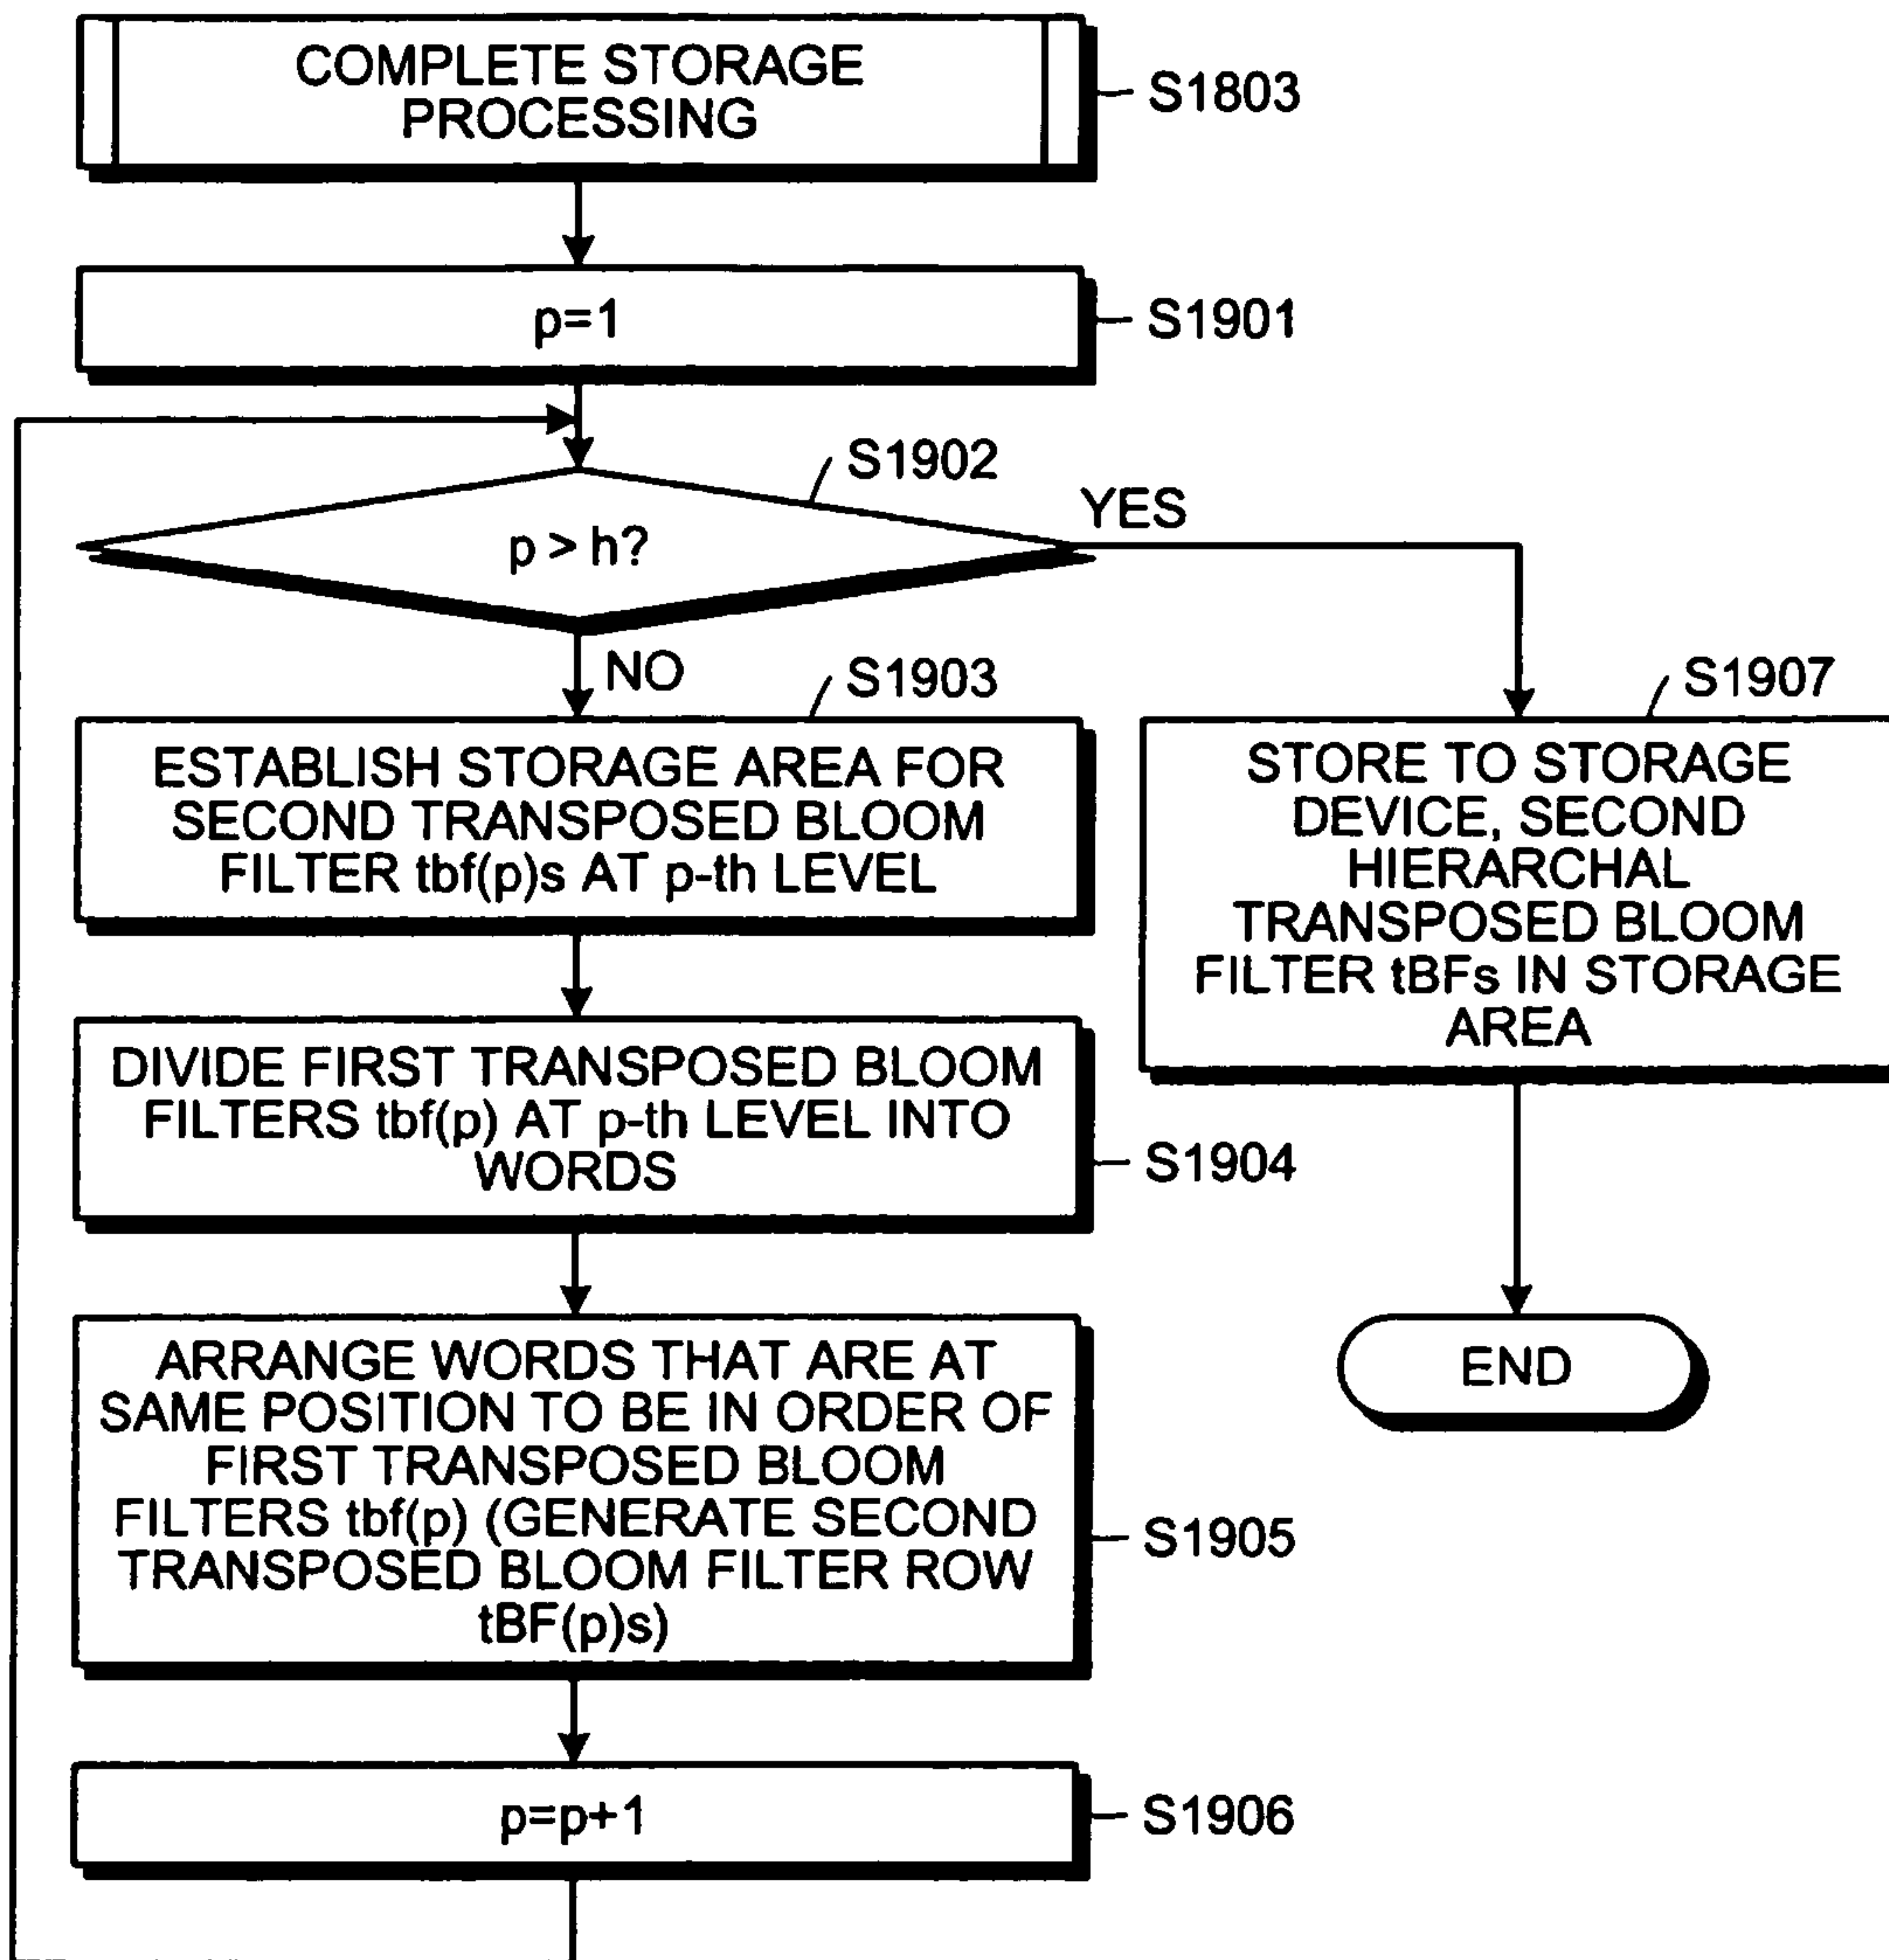 COMPLETE STORAGE
PROCESSING
S1803
p=1
S1901
S1902
p > h?
YES
NO
S1903
ESTABLISH STORAGE AREA FOR
SECOND TRANSPOSED BLOOM
FILTER tbf(p)s AT p-th LEVEL
S1907
STORE TO STORAGE
DEVICE, SECOND
HIERARCHAL
TRANSPOSED BLOOM
FILTER tBFs IN STORAGE
AREA
DIVIDE FIRST TRANSPOSED BLOOM
FILTERS tbf(p) AT p-th LEVEL INTO
WORDS
S1904
ARRANGE WORDS THAT ARE AT
SAME POSITION TO BE IN ORDER OF
FIRST TRANSPOSED BLOOM
FILTERS tbf(p) (GENERATE SECOND
TRANSPOSED BLOOM FILTER ROW
tBF(p)s)
S1905
END
p=p+1
S1906